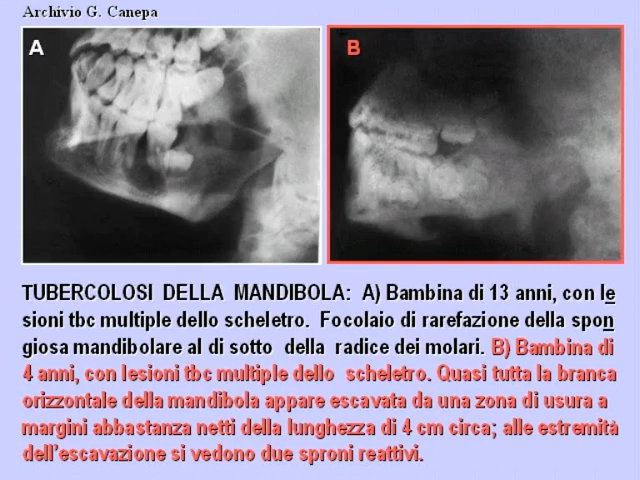 Archivio G. Canepa
A
B
TUBERCOLOSI DELLA MANDIBOLA: A) Bambina di 13 anni, con le
sioni tbc multiple dello scheletro. Focolaio di rarefazione della spon
giosa mandibolare al di sotto della radice dei molari. B) Bambina di
4 anni, con lesioni tbc multiple dello scheletro. Quasi tutta la branca
orizzontale della mandibola appare escavata da una zona di usura a
margini abbastanza netti della lunghezza di 4 cm circa; alle estremità
dell'escavazione si vedono due sproni reattivi.